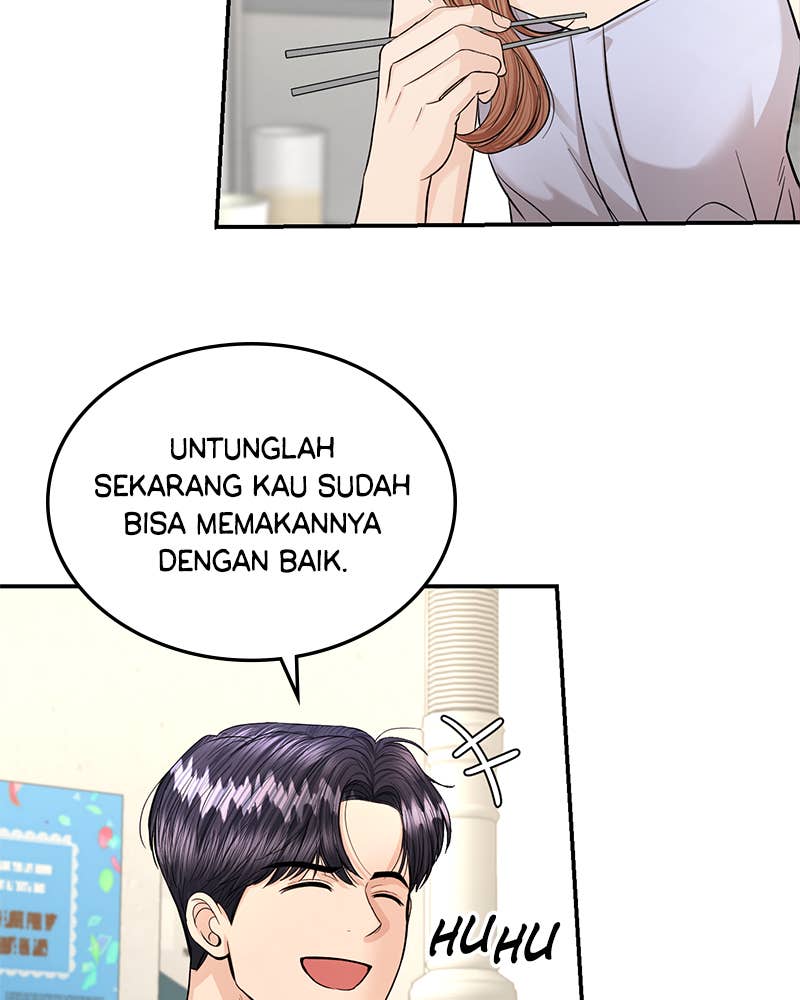 UNTUNGLAH
SEKARANG KAU SUDAH
BISA MEMAKANNYA
DENGAN BAIK.
HUHU